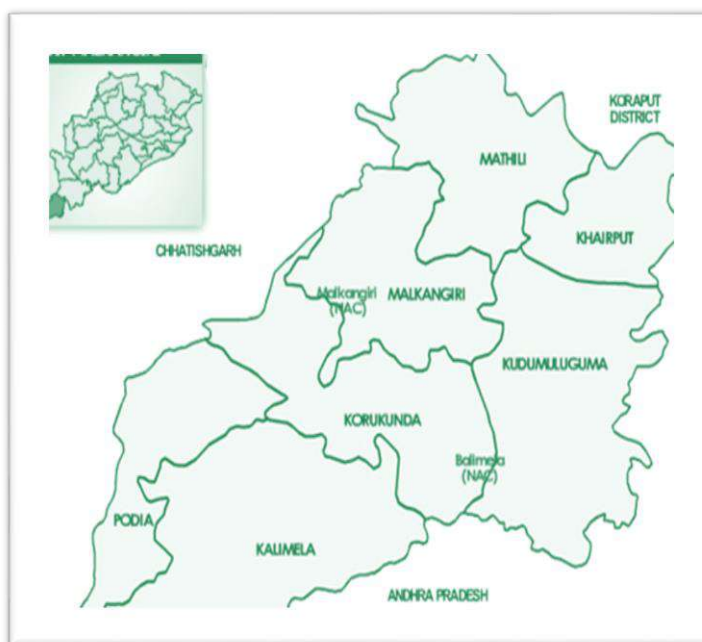 KORAPUT
DISTRICT
MATHILI
KHAIRPUT
CHHATISHGARH
Malkangiri
(NAC)
MALKANGIRI
KUDUMULUGUMA
KORUKUNDA
Balimela
(NAC)
PODIA
KALIMELA
ANDHRA PRADESH